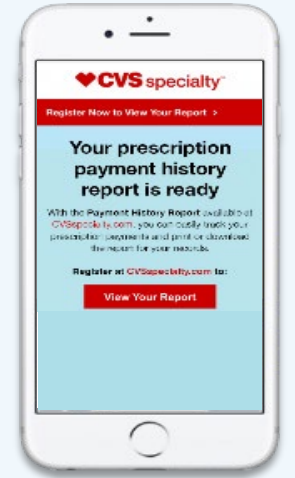 CVS specialty™
Register Now to View Your Report >
Your prescription
payment history
report is ready
With the Payment History Report available at
CVSspecialty.com, you can easily track your
prescription payments and print or download
the report for your records.
Register at CVSspecialty.com to:
View Your Report